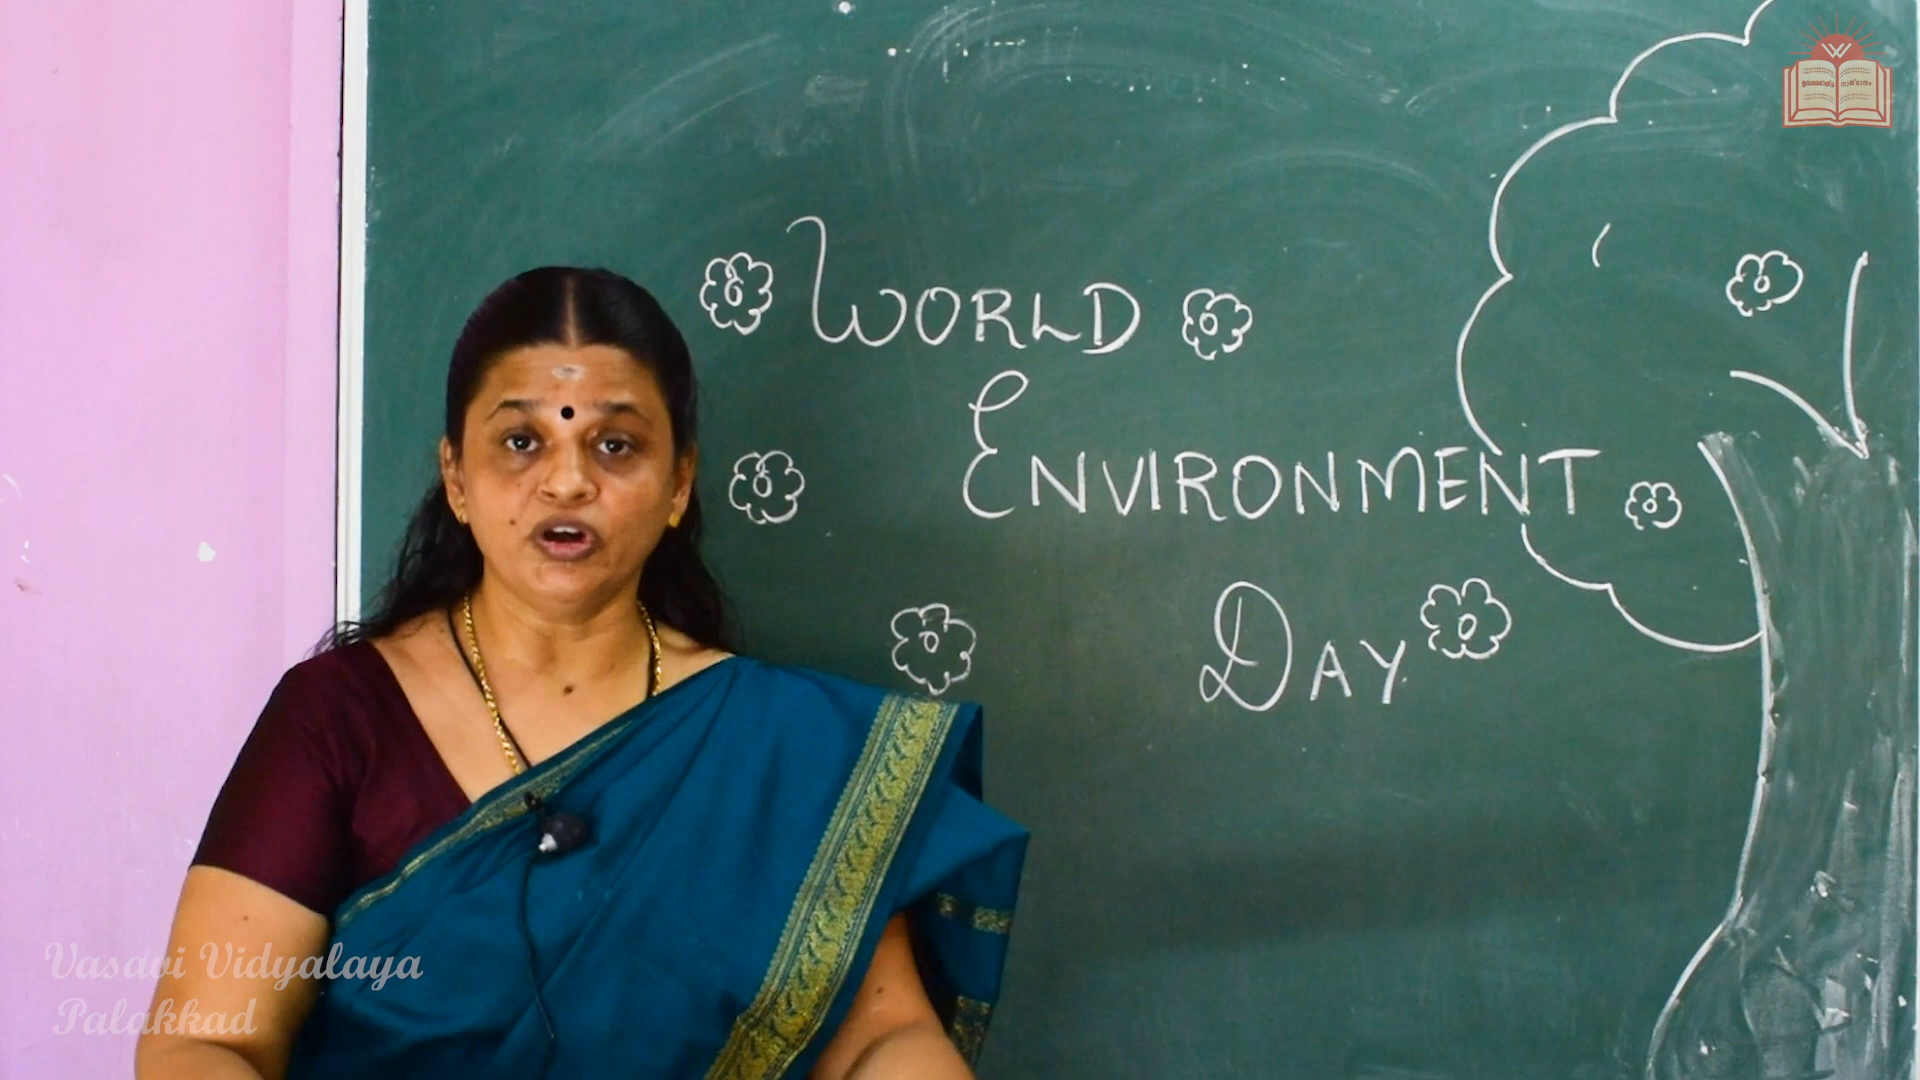 WORLD
ENVIRONMENT
DAY
Vasavi Vidyalaya
Palakkad